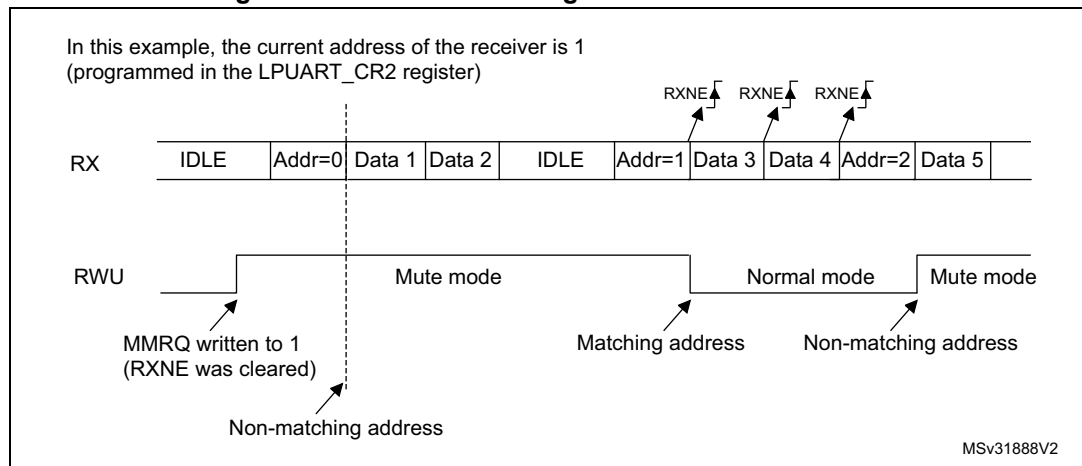 In this example, the current address of the receiver is 1
(programmed in the LPUART_CR2 register)
RXNE RXNE RXNE
RX IDLE Addr=0 Data 1 Data 2 IDLE Addr=1 Data 3 Data 4 Addr=2 Data 5
RWU Mute mode Normal mode Mute mode
MMRQ written to 1 Matching address Non-matching address
(RXNE was cleared)
Non-matching address
MSv31888V2